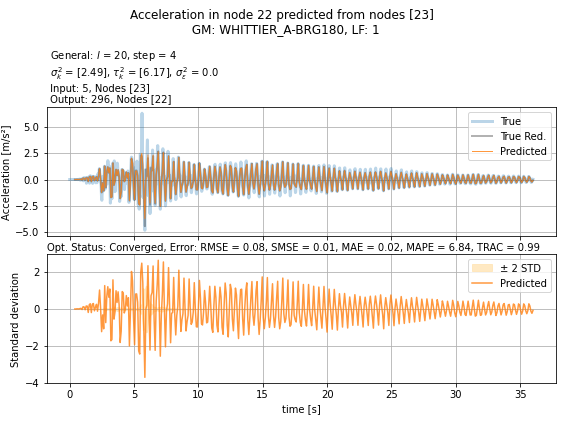 Acceleration in node 22 predicted from nodes [23]
GM: WHITTIER_A-BRG180, LF: 1
General: l = 20, step = 4
σ²ₖ = [2.49], τ²ₖ = [6.17], σ²ₑ = 0.0
Input: 5, Nodes [23]
Output: 296, Nodes [22]
True
True Red.
Predicted
Acceleration [m/s²]
5.0
2.5
0.0
−2.5
−5.0
Opt. Status: Converged, Error: RMSE = 0.08, SMSE = 0.01, MAE = 0.02, MAPE = 6.84, TRAC = 0.99
± 2 STD
Predicted
Standard deviation
2
0
−2
−4
0 5 10 15 20 25 30 35
time [s]